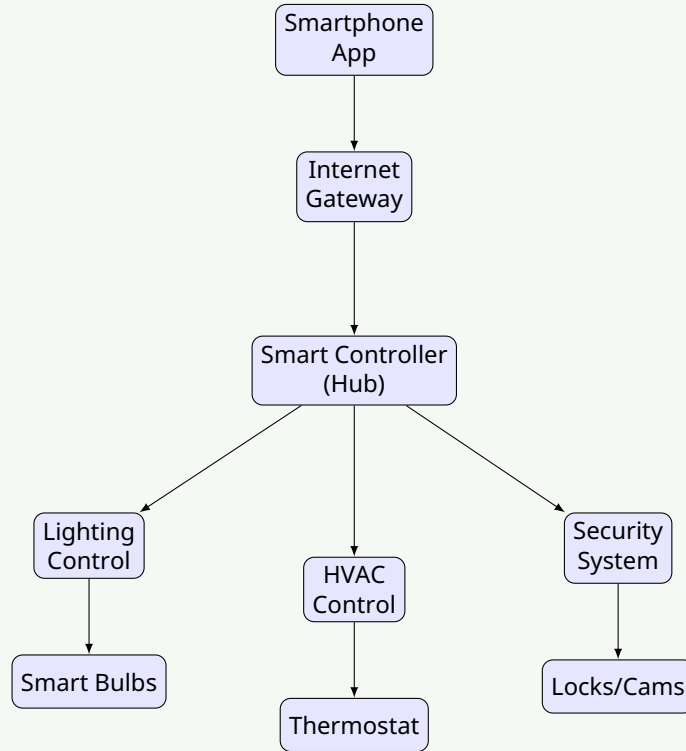 Smartphone
App
Internet
Gateway
Smart Controller
(Hub)
Lighting
Control
HVAC
Control
Security
System
Smart Bulbs
Thermostat
Locks/Cams